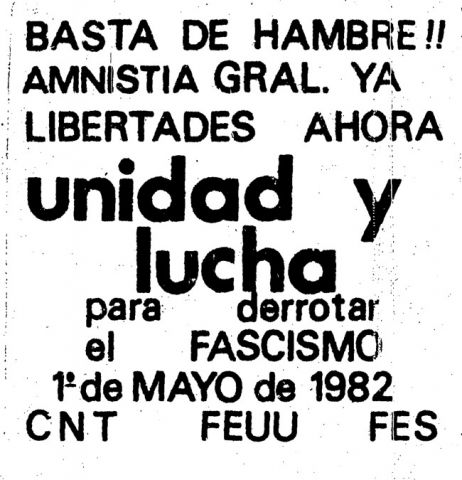 BASTA DE HAMBRE!!
AMNISTIA GRAL. YA
LIBERTADES AHORA
unidad y
lucha
para derrotar
el FASCISMO
1º de MAYO de 1982
CNT FEUU FES